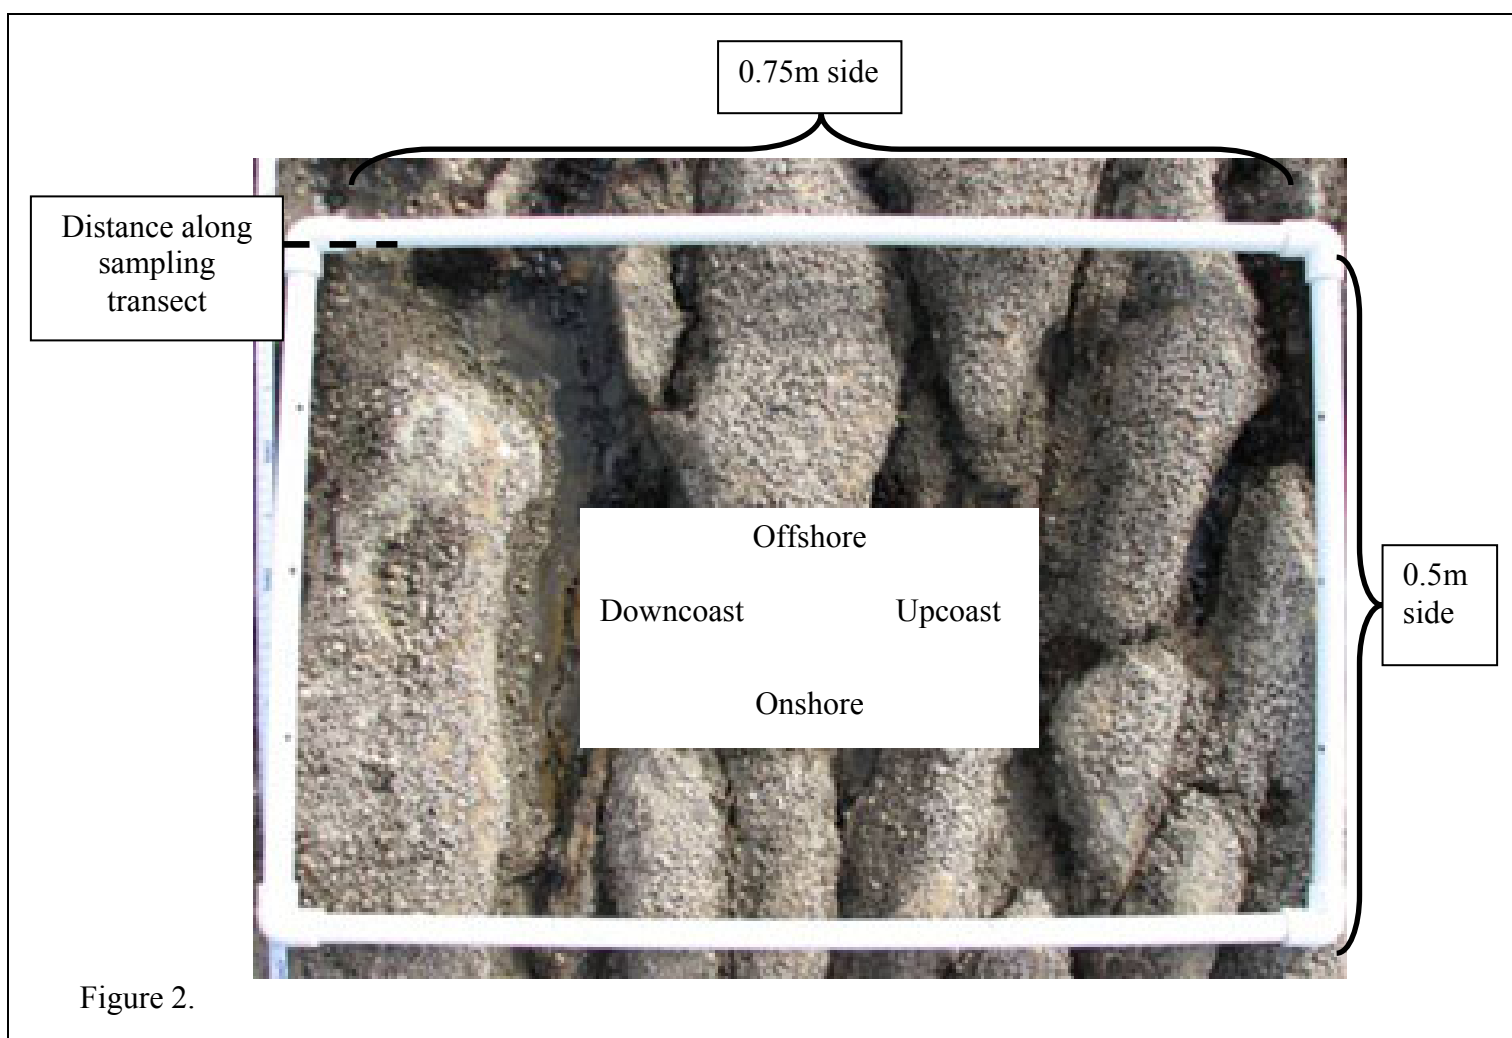 0.75m side
Distance along
sampling
transect
Offshore
Downcoast Upcoast
Onshore
0.5m
side
Figure 2.